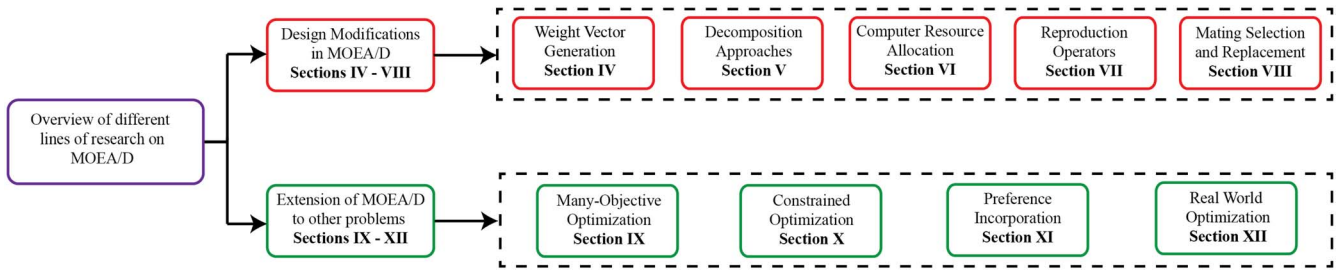 Overview of different
lines of research on
MOEA/D
Design Modifications
in MOEA/D
Sections IV - VIII
Weight Vector
Generation
Section IV
Decomposition
Approaches
Section V
Computer Resource
Allocation
Section VI
Reproduction
Operators
Section VII
Mating Selection
and Replacement
Section VIII
Extension of MOEA/D
to other problems
Sections IX - XII
Many-Objective
Optimization
Section IX
Constrained
Optimization
Section X
Preference
Incorporation
Section XI
Real World
Optimization
Section XII